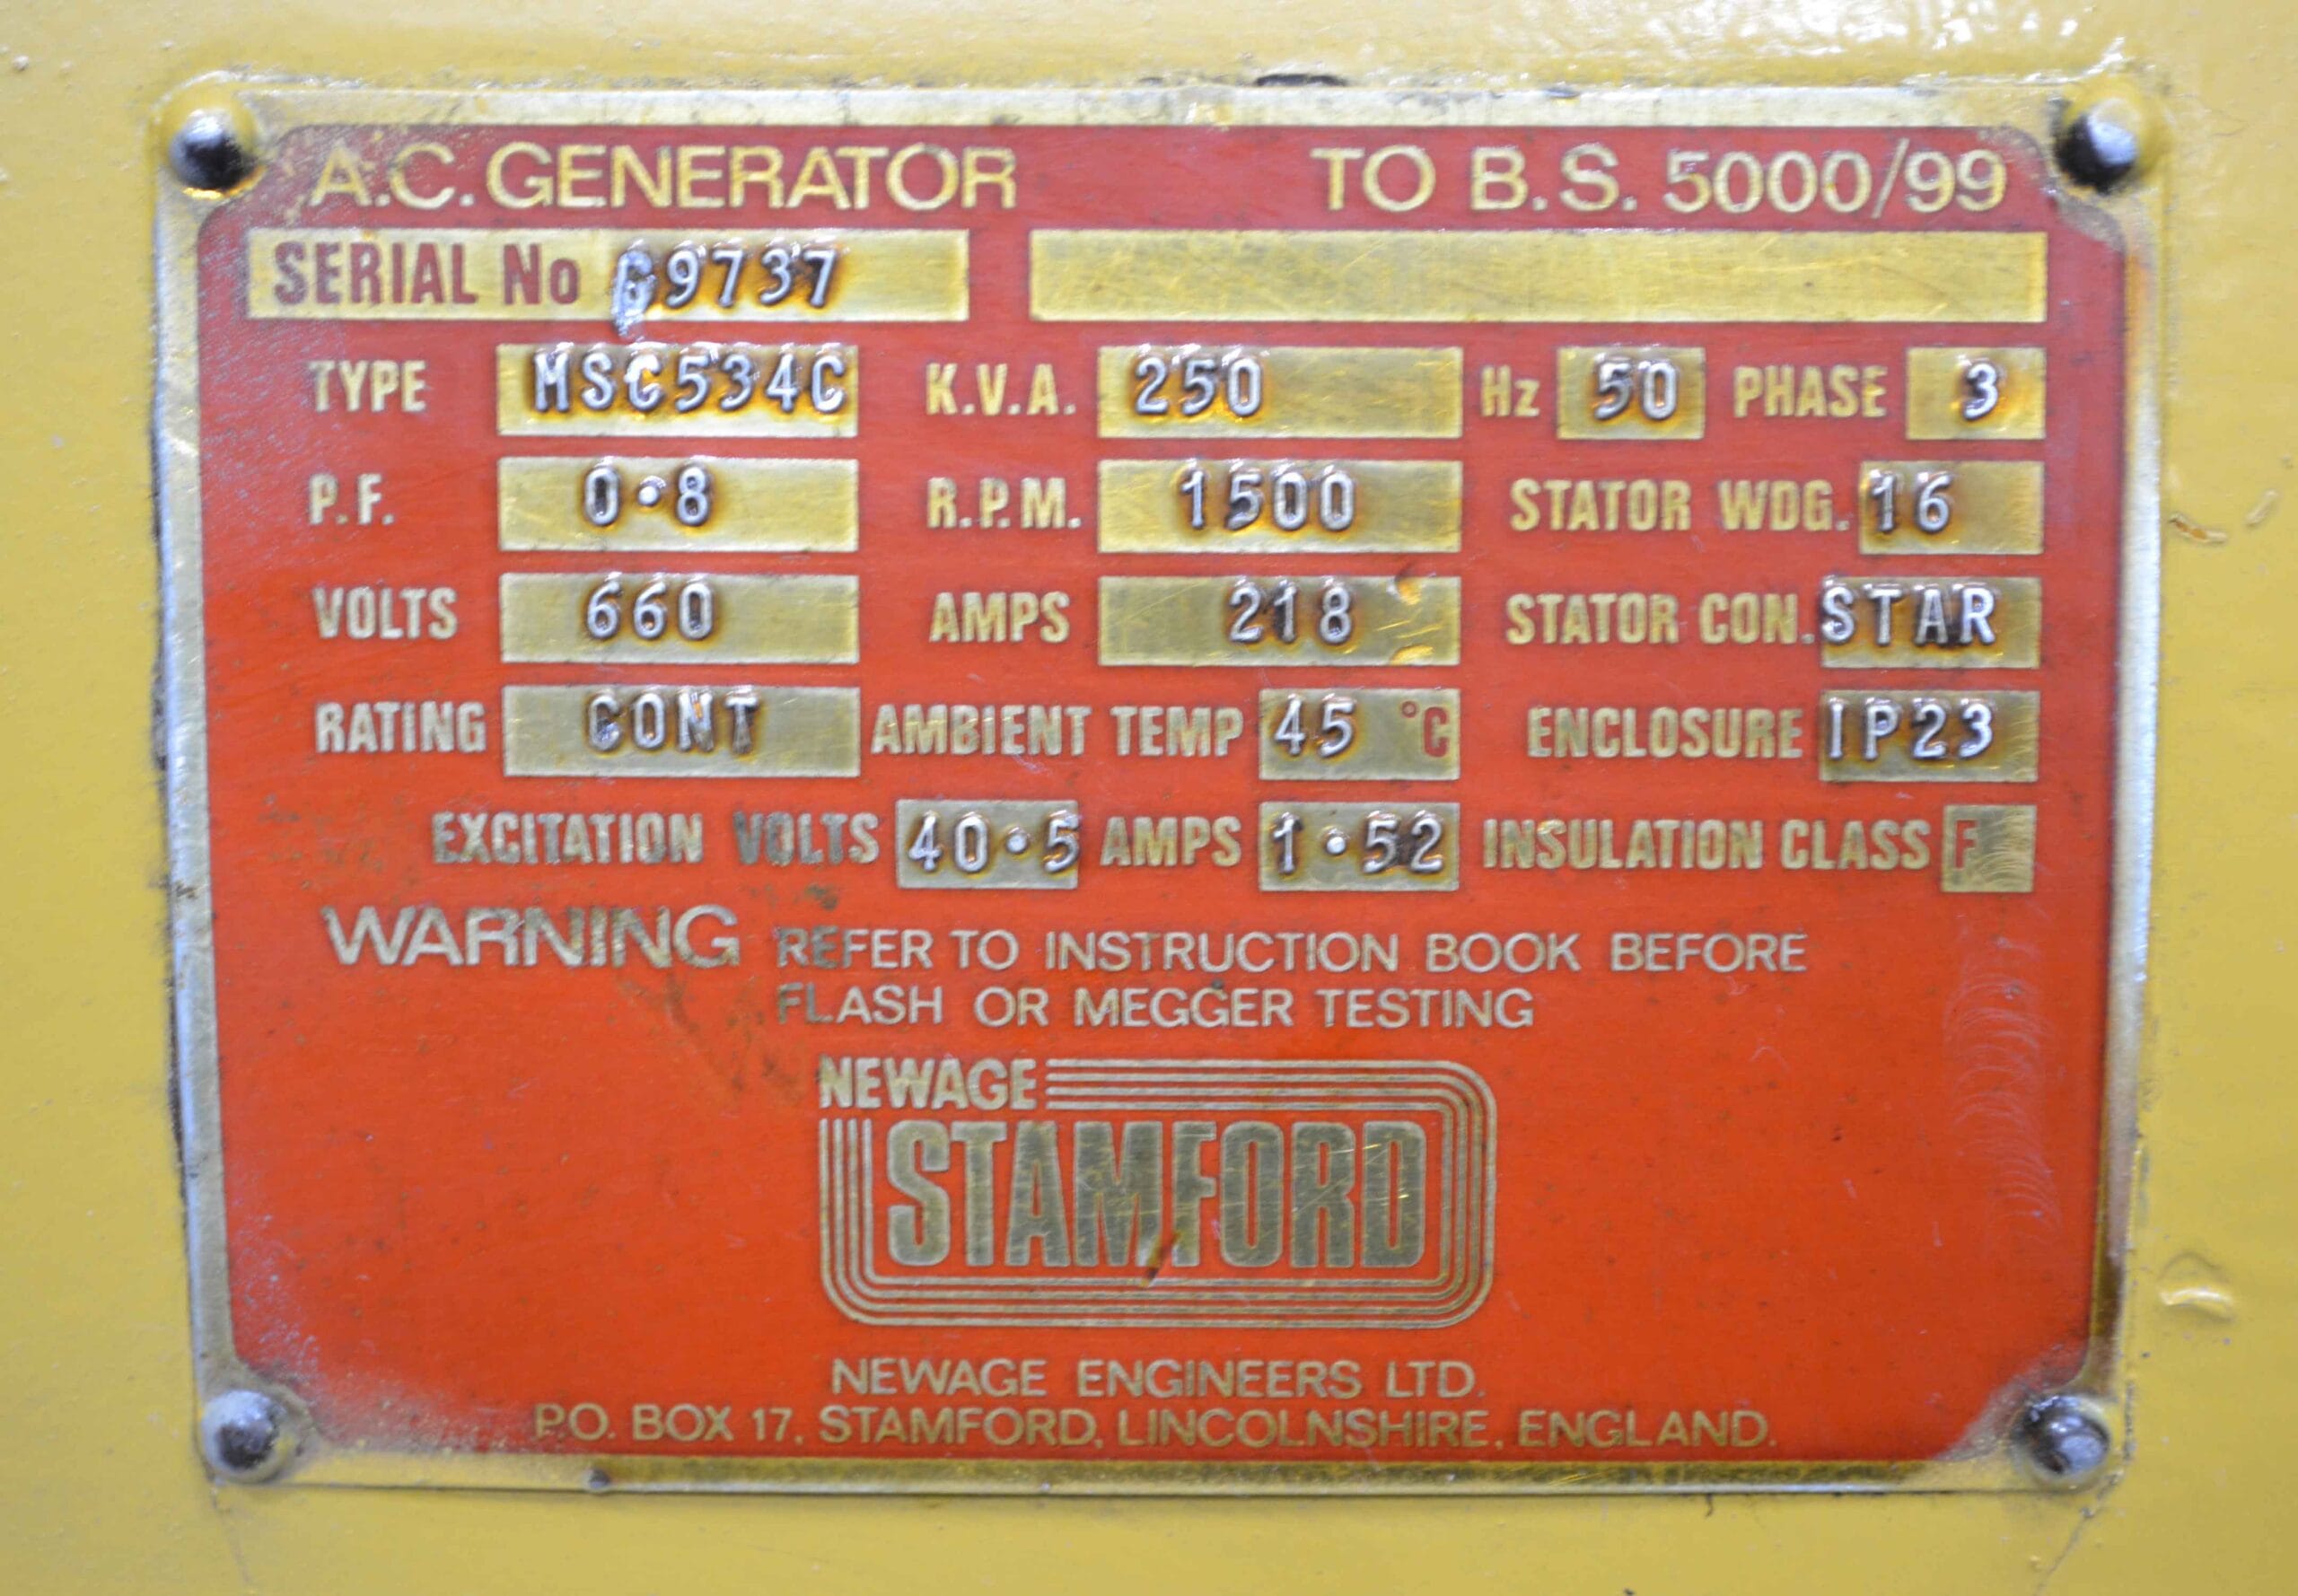 A.C. GENERATOR TO B.S. 5000/99
SERIAL No G9737
TYPE MSC534C K.V.A. 250 Hz 50 PHASE 3
P.F. 0·8 R.P.M. 1500 STATOR WDG. 16
VOLTS 660 AMPS 218 STATOR CON. STAR
RATING CONT AMBIENT TEMP 45 °C ENCLOSURE IP23
EXCITATION VOLTS 40·5 AMPS 1·52 INSULATION CLASS F
WARNING REFER TO INSTRUCTION BOOK BEFORE
FLASH OR MEGGER TESTING
NEWAGE
STAMFORD
NEWAGE ENGINEERS LTD.
P.O. BOX 17, STAMFORD, LINCOLNSHIRE, ENGLAND.